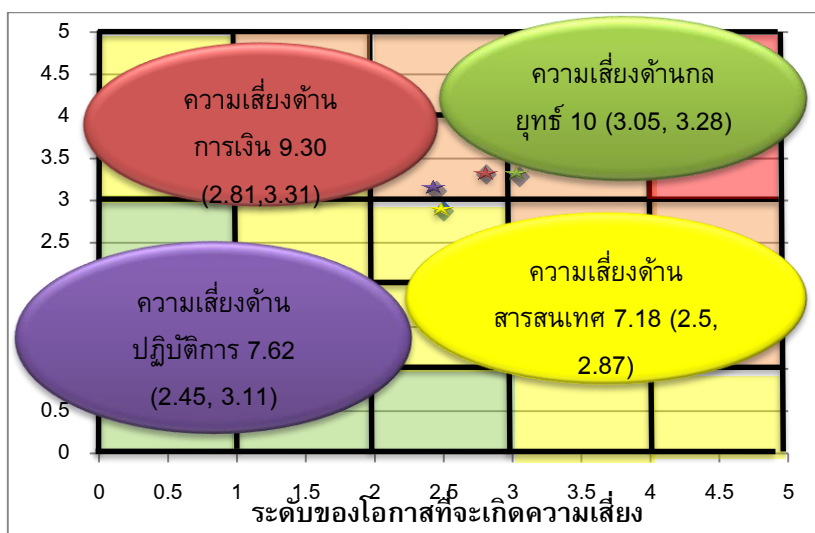 5
4.5
4
3.5
3
2.5
0.5
0
ความเสี่ยงด้าน
การเงิน 9.30
(2.81,3.31)
ความเสี่ยงด้านกล
ยุทธ์ 10 (3.05, 3.28)
ความเสี่ยงด้าน
ปฏิบัติการ 7.62
(2.45, 3.11)
ความเสี่ยงด้าน
สารสนเทศ 7.18 (2.5,
2.87)
0 0.5 1 1.5 2 2.5 3 3.5 4 4.5 5
ระดับของโอกาสที่จะเกิดความเสี่ยง